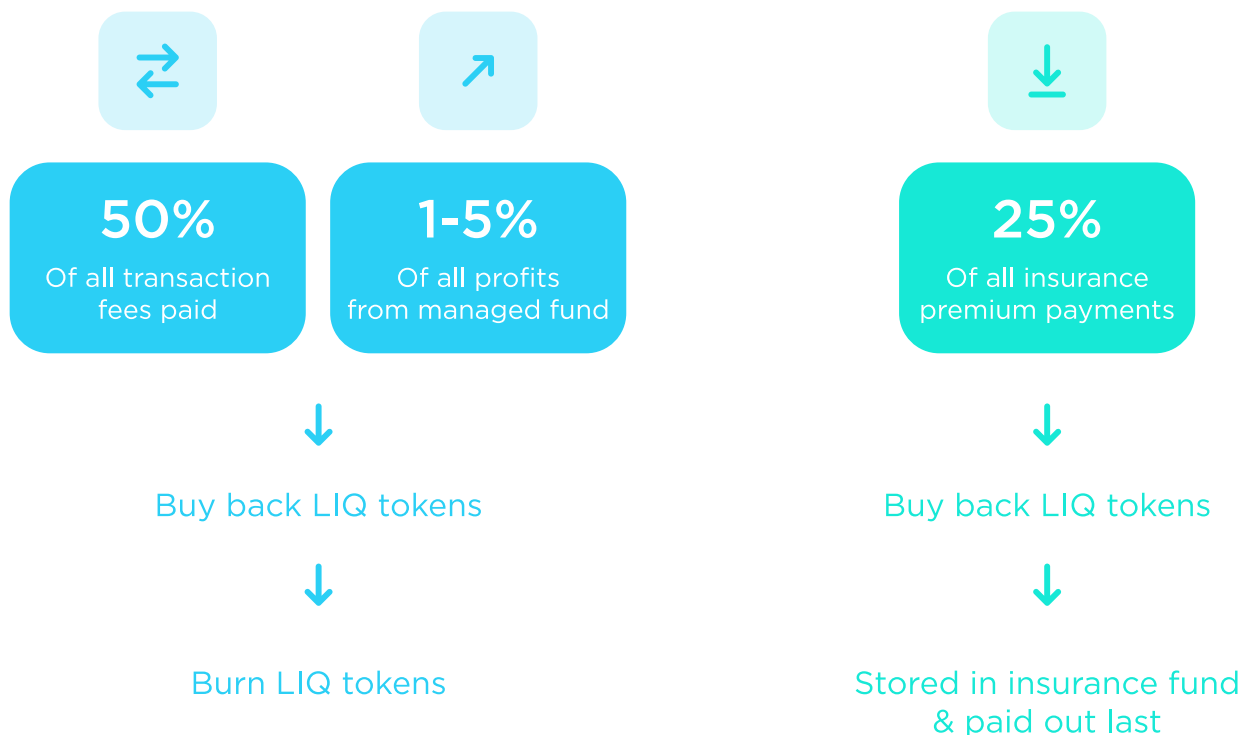 50%
Of all transaction
fees paid
1-5%
Of all profits
from managed fund
25%
Of all insurance
premium payments
Buy back LIQ tokens
Buy back LIQ tokens
Burn LIQ tokens
Stored in insurance fund
& paid out last